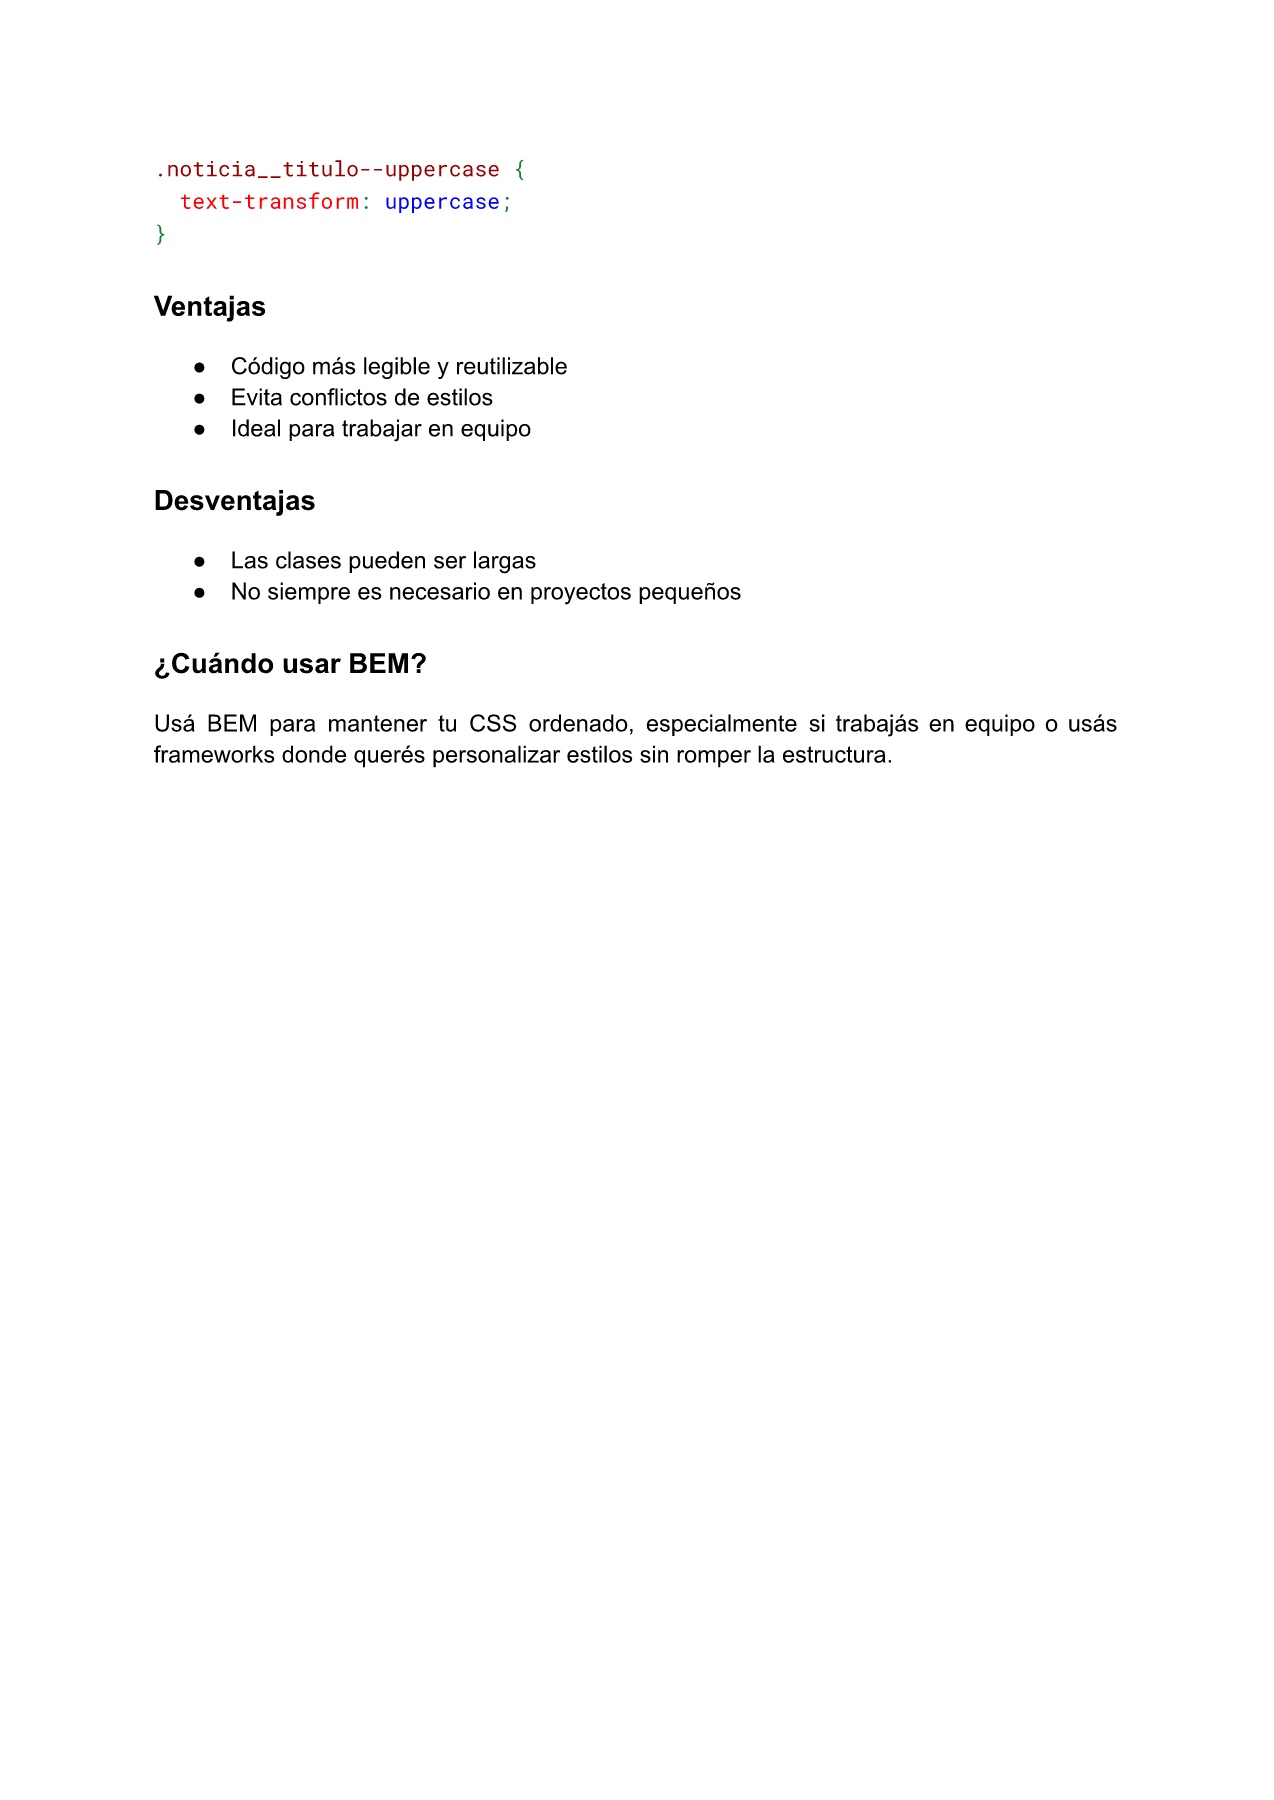 .noticia__titulo--uppercase {
  text-transform: uppercase;
}
Ventajas
● Código más legible y reutilizable
● Evita conflictos de estilos
● Ideal para trabajar en equipo
Desventajas
● Las clases pueden ser largas
● No siempre es necesario en proyectos pequeños
¿Cuándo usar BEM?
Usá BEM para mantener tu CSS ordenado, especialmente si trabajás en equipo o usás
frameworks donde querés personalizar estilos sin romper la estructura.